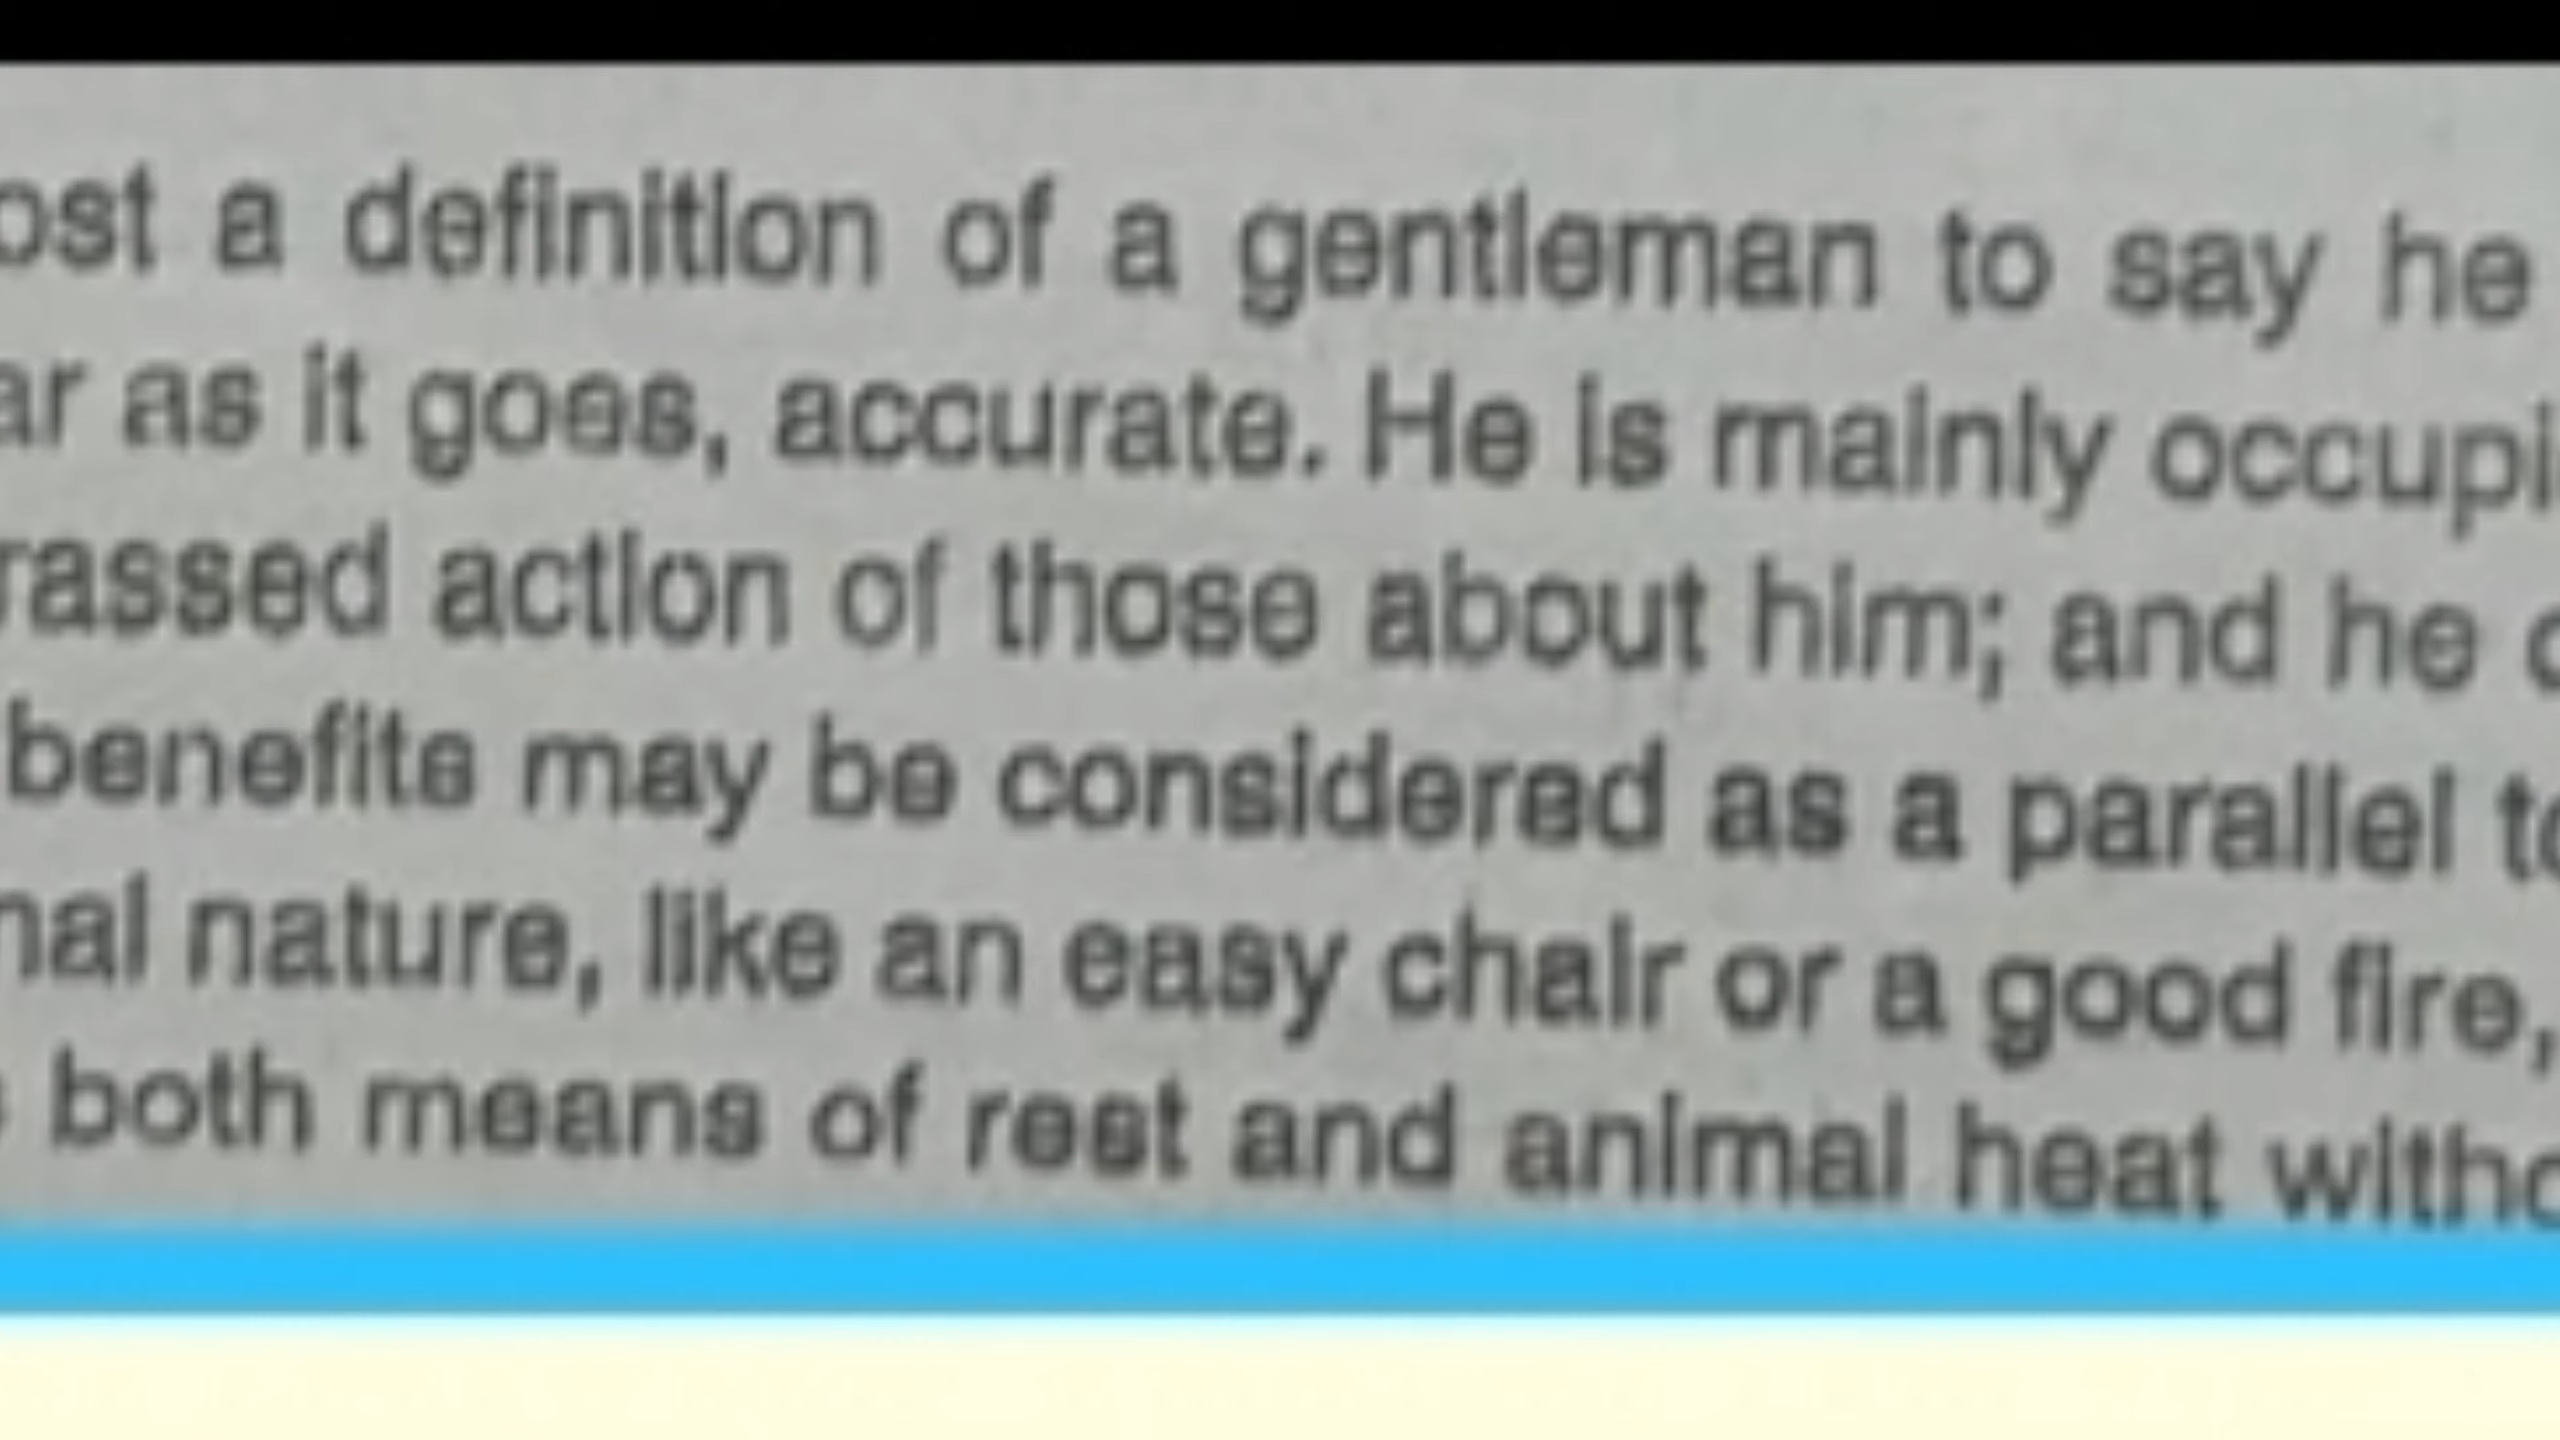 ost a definition of a gentleman to say he
ar as it goes, accurate. He is mainly occupi
rassed action of those about him; and he
benefits may be considered as a parallel to
nal nature, like an easy chair or a good fire,
both means of rest and animal heat witho